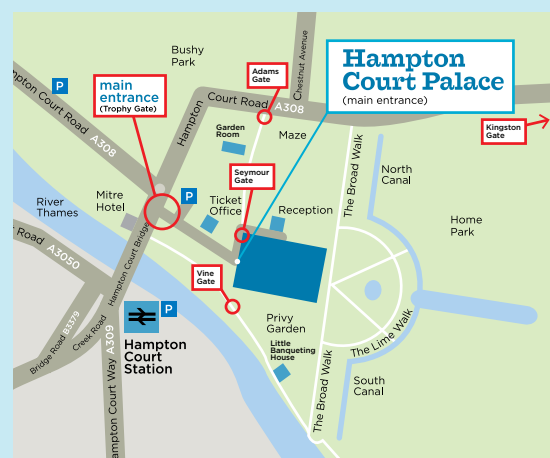 Bushy
Park
Chestnut Avenue
Hampton
Court Palace
(main entrance)
Adams
Gate
P
mpton Court Road
A308
main
entrance
(Trophy Gate)
Hampton
Court Road
A308
Kingston
Gate
Garden
Room
Maze
The Broad Walk
North
Canal
Seymour
Gate
River
Thames
Mitre
Hotel
P
Ticket
Office
Reception
Home
Park
Road
A3050
Hampton Court Bridge
Vine
Gate
P
Bridge Road B3379
Creek Road
Hampton
Court
Station
Privy
Garden
The Lime Walk
Little
Banqueting
House
The Broad Walk
South
Canal
ampton Court Way
A309